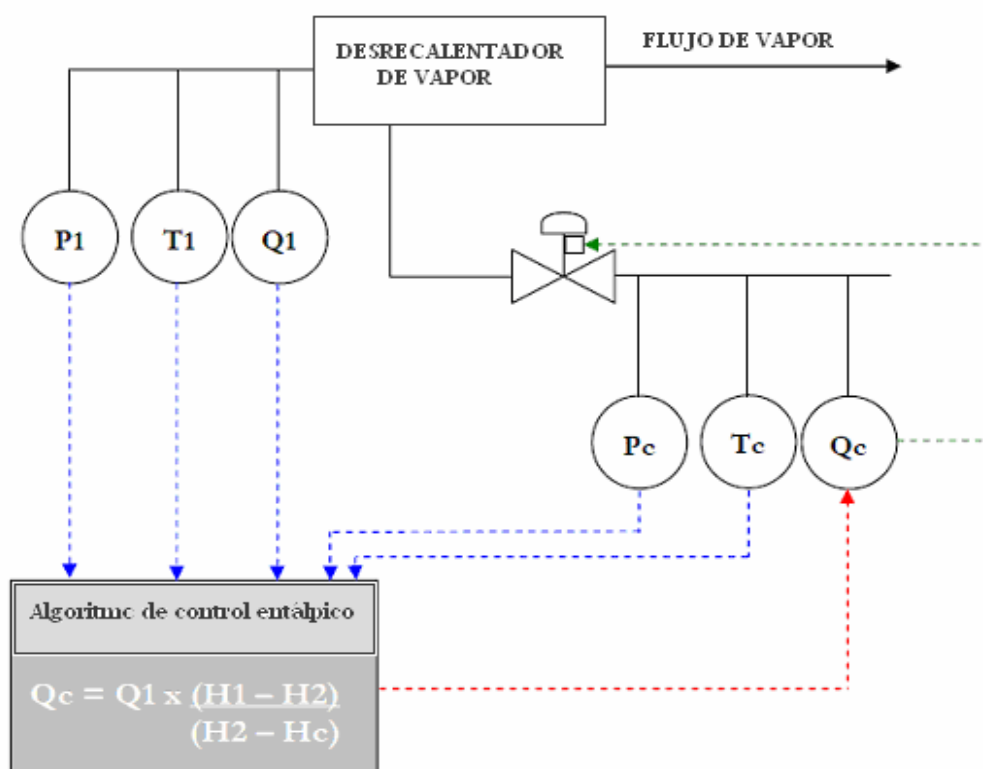 DESRECALENTADOR
DE VAPOR
FLUJO DE VAPOR
P1
T1
Q1
Pc
Tc
Qc
Algoritmo de control entálpico
Qc = Q1 x (H1 – H2)
(H2 – Hc)